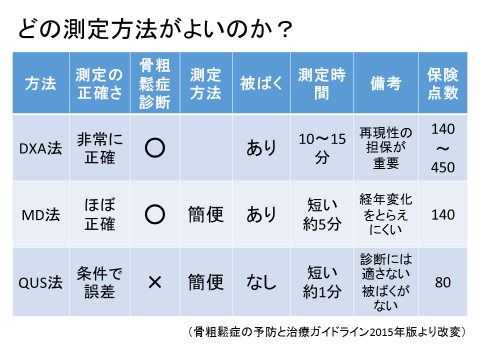 どの測定方法がよいのか？
方法 測定の正確さ 骨粗鬆症診断 測定方法 被ばく 測定時間 備考 保険点数
DXA法 非常に正確 ○ あり 10～15分 再現性の担保が重要 140～450
MD法 ほぼ正確 ○ 簡便 あり 短い約5分 経年変化をとらえにくい 140
QUS法 条件で誤差 × 簡便 なし 短い約1分 診断には適さない被ばくがない 80
（骨粗鬆症の予防と治療ガイドライン2015年版より改変）